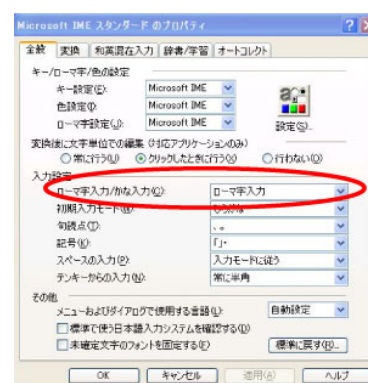 Microsoft IME スタンダード のプロパティ
全般 変換 和英混在入力 辞書/学習 オートコレクト
キー/ローマ字/色の設定
キー設定(E): Microsoft IME
色設定(I): Microsoft IME
ローマ字設定(J): Microsoft IME 設定(S)...
変換後に文字単位での編集 (対応アプリケーションのみ)
常に行う(U) クリックしたときに行う(X) 行わない(Q)
入力設定
ローマ字入力/かな入力(C): ローマ字入力
初期入力モード(W): ひらがな
句読点(T): 、。
記号(K): 「」・
スペースの入力(P): 入力モードに従う
テンキーからの入力(N): 常に半角
その他
メニューおよびダイアログで使用する言語(L): 自動設定
標準で使う日本語入力システムを確認する(D)
未確定文字のフォントを固定する(F) 標準に戻す(R)...
OK キャンセル 適用(A) ヘルプ